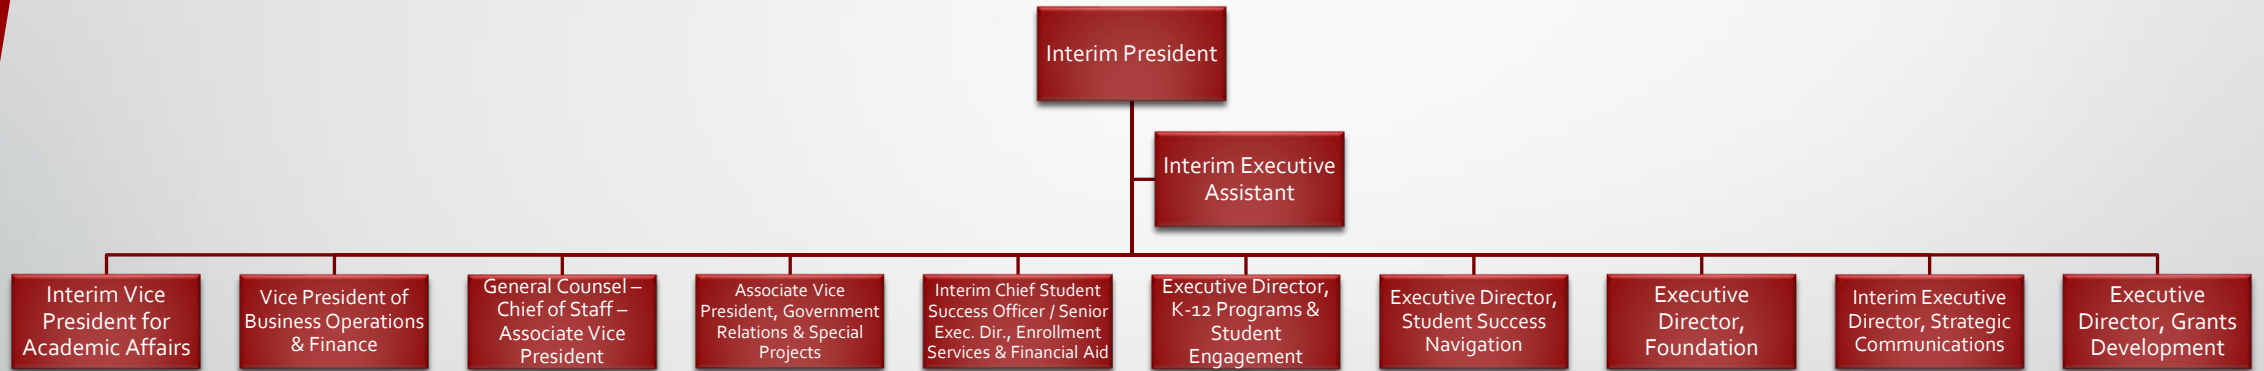 Interim President
Interim Executive
Assistant
Interim Vice
President for
Academic Affairs
Vice President of
Business Operations
& Finance
General Counsel –
Chief of Staff –
Associate Vice
President
Associate Vice
President, Government
Relations & Special
Projects
Interim Chief Student
Success Officer / Senior
Exec. Dir., Enrollment
Services & Financial Aid
Executive Director,
K-12 Programs &
Student
Engagement
Executive Director,
Student Success
Navigation
Executive
Director,
Foundation
Interim Executive
Director, Strategic
Communications
Executive
Director, Grants
Development